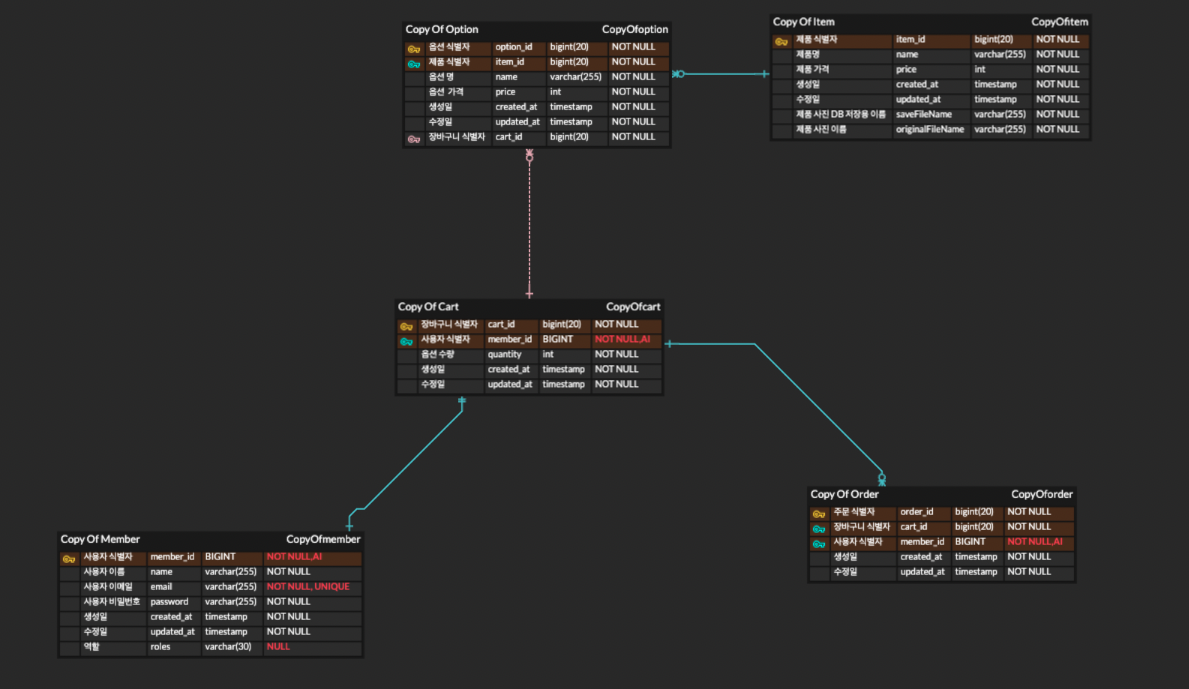 Copy Of Option CopyOfoption
옵션 식별자 option_id bigint(20) NOT NULL
제품 식별자 item_id bigint(20) NOT NULL
옵션 명 name varchar(255) NOT NULL
옵션 가격 price int NOT NULL
생성일 created_at timestamp NOT NULL
수정일 updated_at timestamp NOT NULL
장바구니 식별자 cart_id bigint(20) NOT NULL
Copy Of Item CopyOfitem
제품 식별자 item_id bigint(20) NOT NULL
제품명 name varchar(255) NOT NULL
제품 가격 price int NOT NULL
생성일 created_at timestamp NOT NULL
수정일 updated_at timestamp NOT NULL
제품 사진 DB 저장용 이름 saveFileName varchar(255) NOT NULL
제품 사진 이름 originalFileName varchar(255) NOT NULL
Copy Of Cart CopyOfcart
장바구니 식별자 cart_id bigint(20) NOT NULL
사용자 식별자 member_id BIGINT NOT NULL,AI
옵션 수량 quantity int NOT NULL
생성일 created_at timestamp NOT NULL
수정일 updated_at timestamp NOT NULL
Copy Of Member CopyOfmember
사용자 식별자 member_id BIGINT NOT NULL,AI
사용자 이름 name varchar(255) NOT NULL
사용자 이메일 email varchar(255) NOT NULL, UNIQUE
사용자 비밀번호 password varchar(255) NOT NULL
생성일 created_at timestamp NOT NULL
수정일 updated_at timestamp NOT NULL
역할 roles varchar(30) NULL
Copy Of Order CopyOforder
주문 식별자 order_id bigint(20) NOT NULL
장바구니 식별자 cart_id bigint(20) NOT NULL
사용자 식별자 member_id BIGINT NOT NULL,AI
생성일 created_at timestamp NOT NULL
수정일 updated_at timestamp NOT NULL